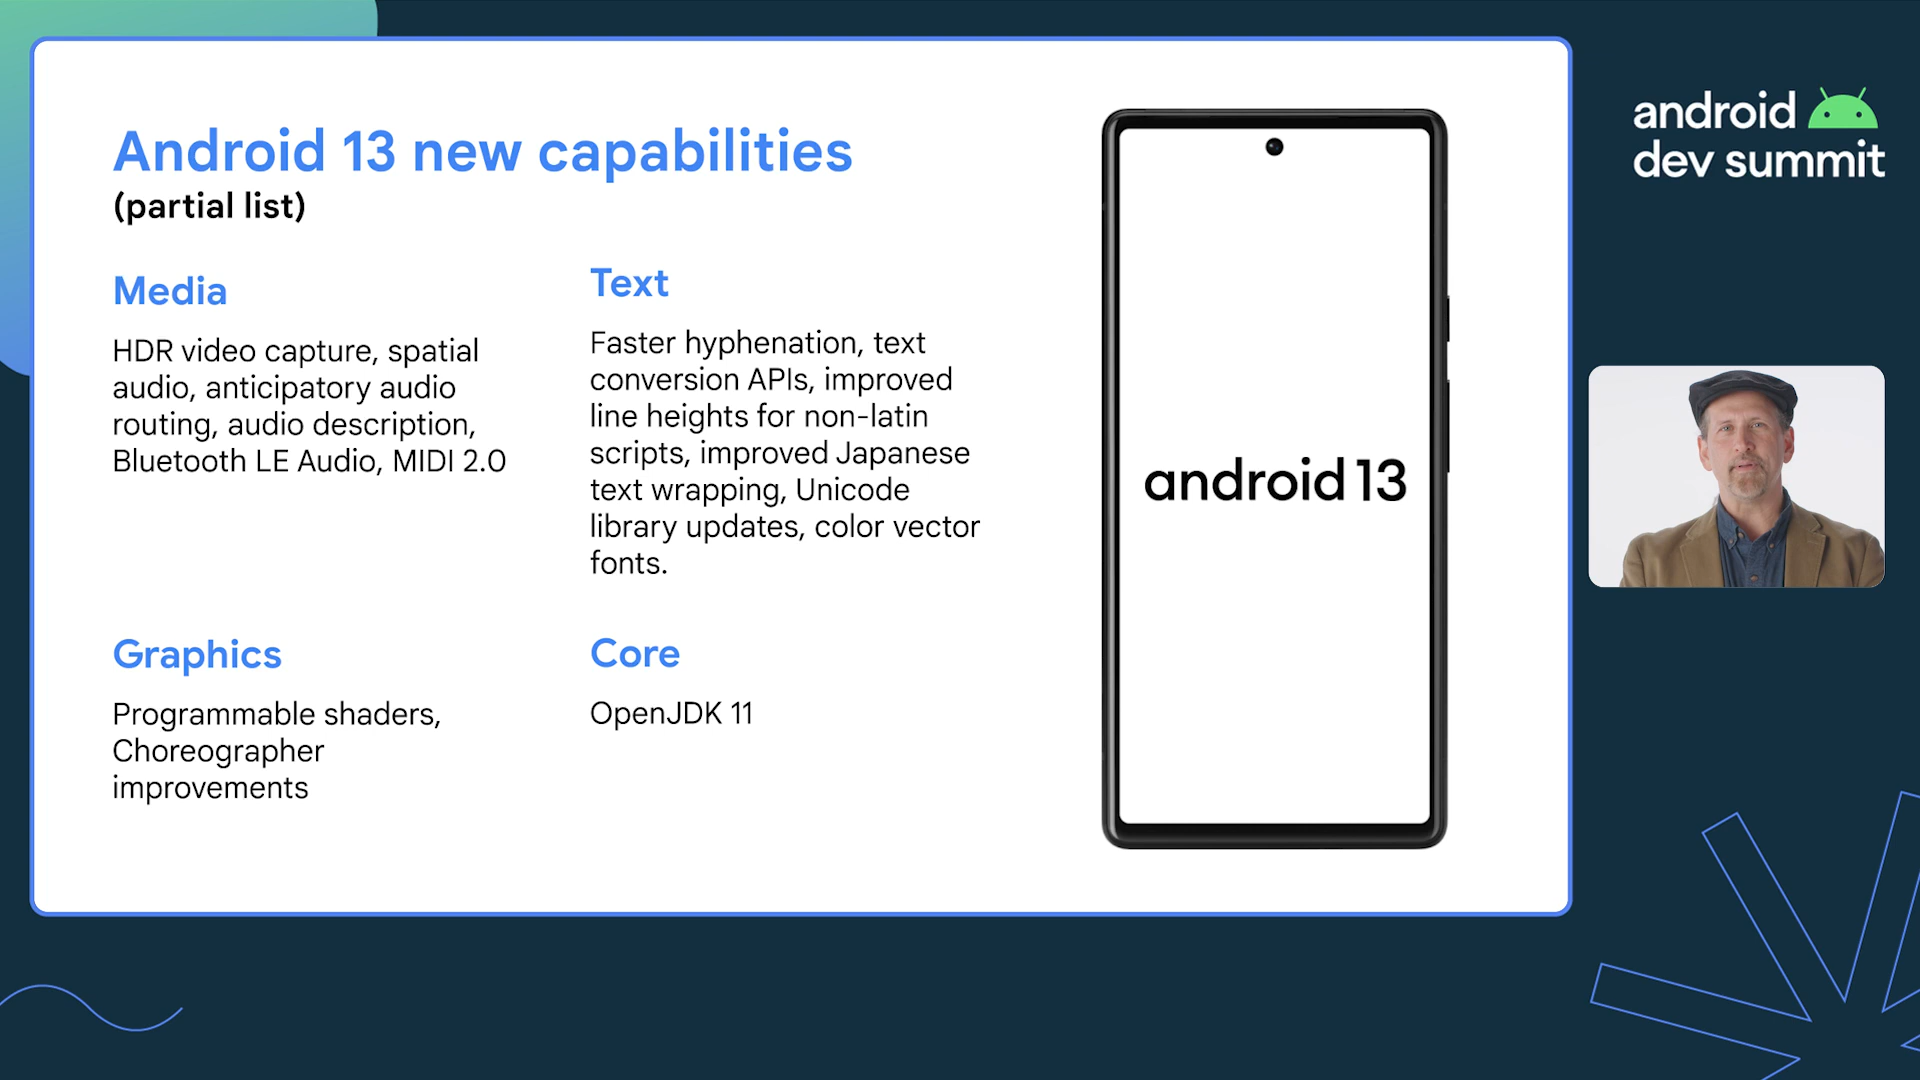 Android 13 new capabilities
(partial list)
Media
HDR video capture, spatial
audio, anticipatory audio
routing, audio description,
Bluetooth LE Audio, MIDI 2.0
Text
Faster hyphenation, text
conversion APIs, improved
line heights for non-latin
scripts, improved Japanese
text wrapping, Unicode
library updates, color vector
fonts.
Graphics
Programmable shaders,
Choreographer
improvements
Core
OpenJDK 11
android 13
android
dev summit